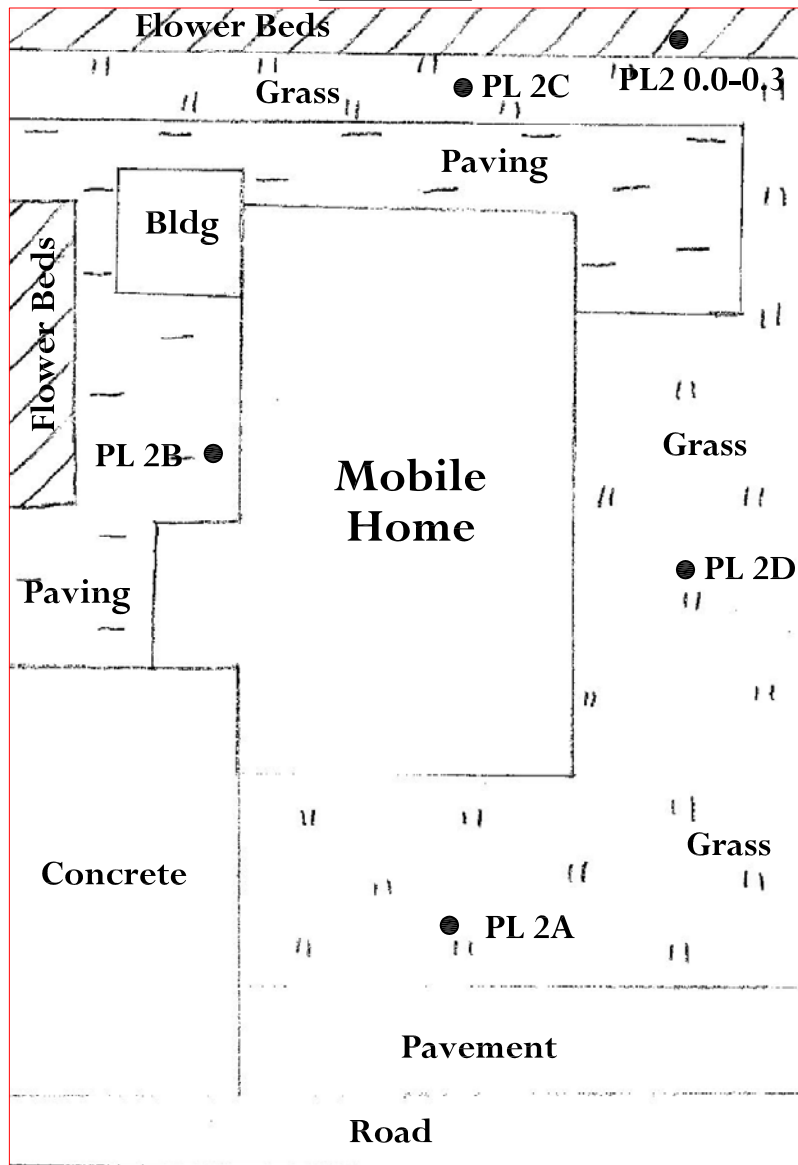 Flower Beds
PL2 0.0-0.3
Grass
PL 2C
Paving
Bldg
Flower Beds
Grass
PL 2B
Mobile
Home
PL 2D
Paving
Grass
Concrete
PL 2A
Pavement
Road